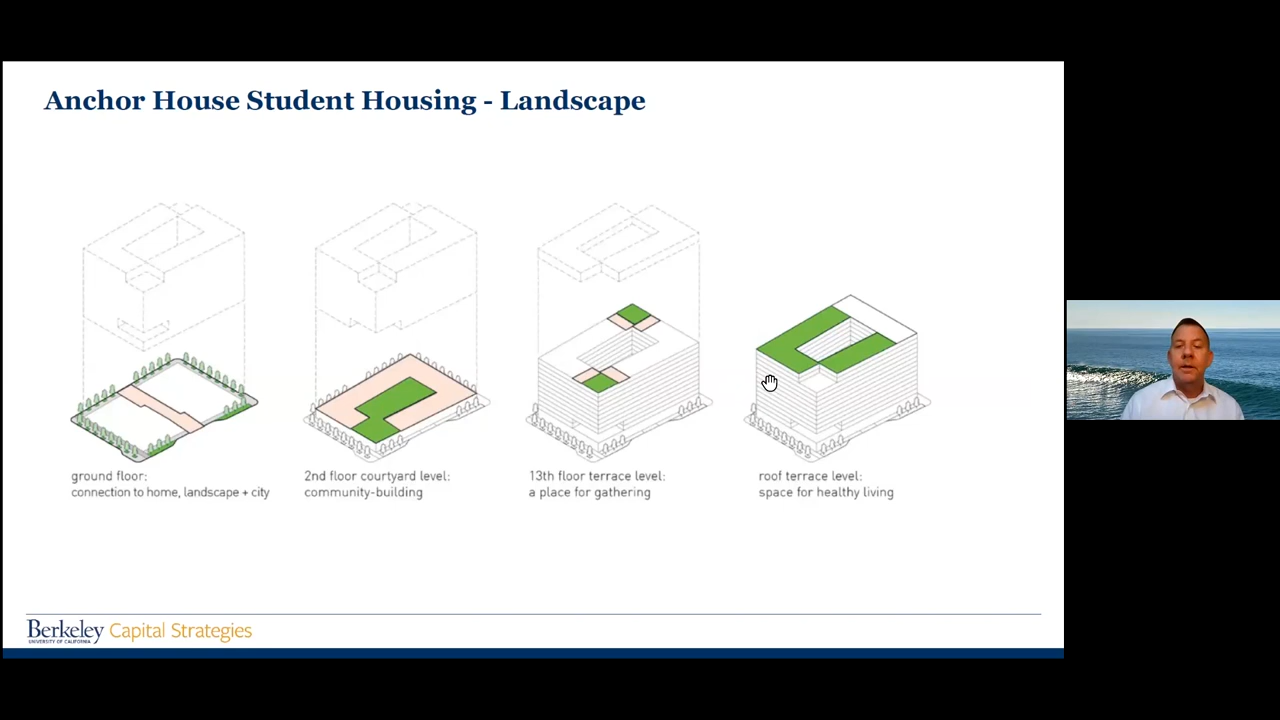 Anchor House Student Housing - Landscape
ground floor:
connection to home, landscape + city
2nd floor courtyard level:
community-building
13th floor terrace level:
a place for gathering
roof terrace level:
space for healthy living
Berkeley Capital Strategies
UNIVERSITY OF CALIFORNIA